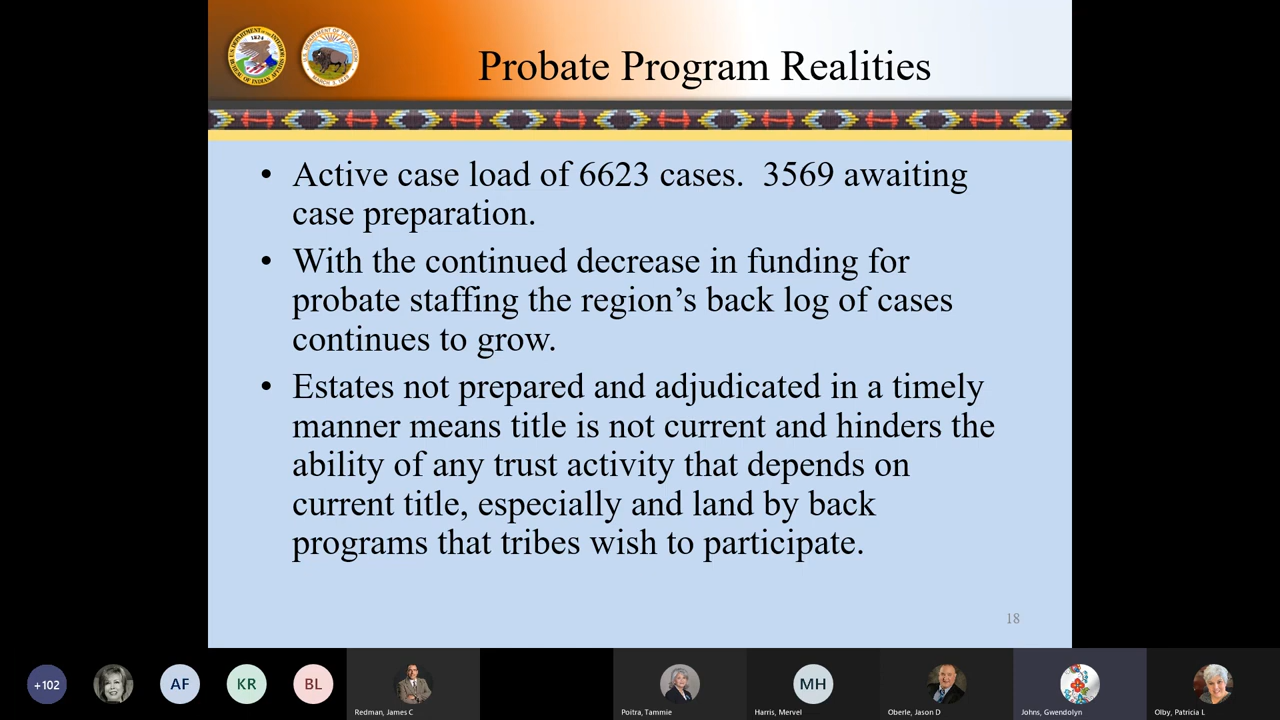 Probate Program Realities
• Active case load of 6623 cases.  3569 awaiting
case preparation.
• With the continued decrease in funding for
probate staffing the region’s back log of cases
continues to grow.
• Estates not prepared and adjudicated in a timely
manner means title is not current and hinders the
ability of any trust activity that depends on
current title, especially and land by back
programs that tribes wish to participate.
18
+102
AF
KR
BL
MH
Redman, James C
Poitra, Tammie
Harris, Mervel
Oberle, Jason D
Johns, Gwendolyn
Olby, Patricia L